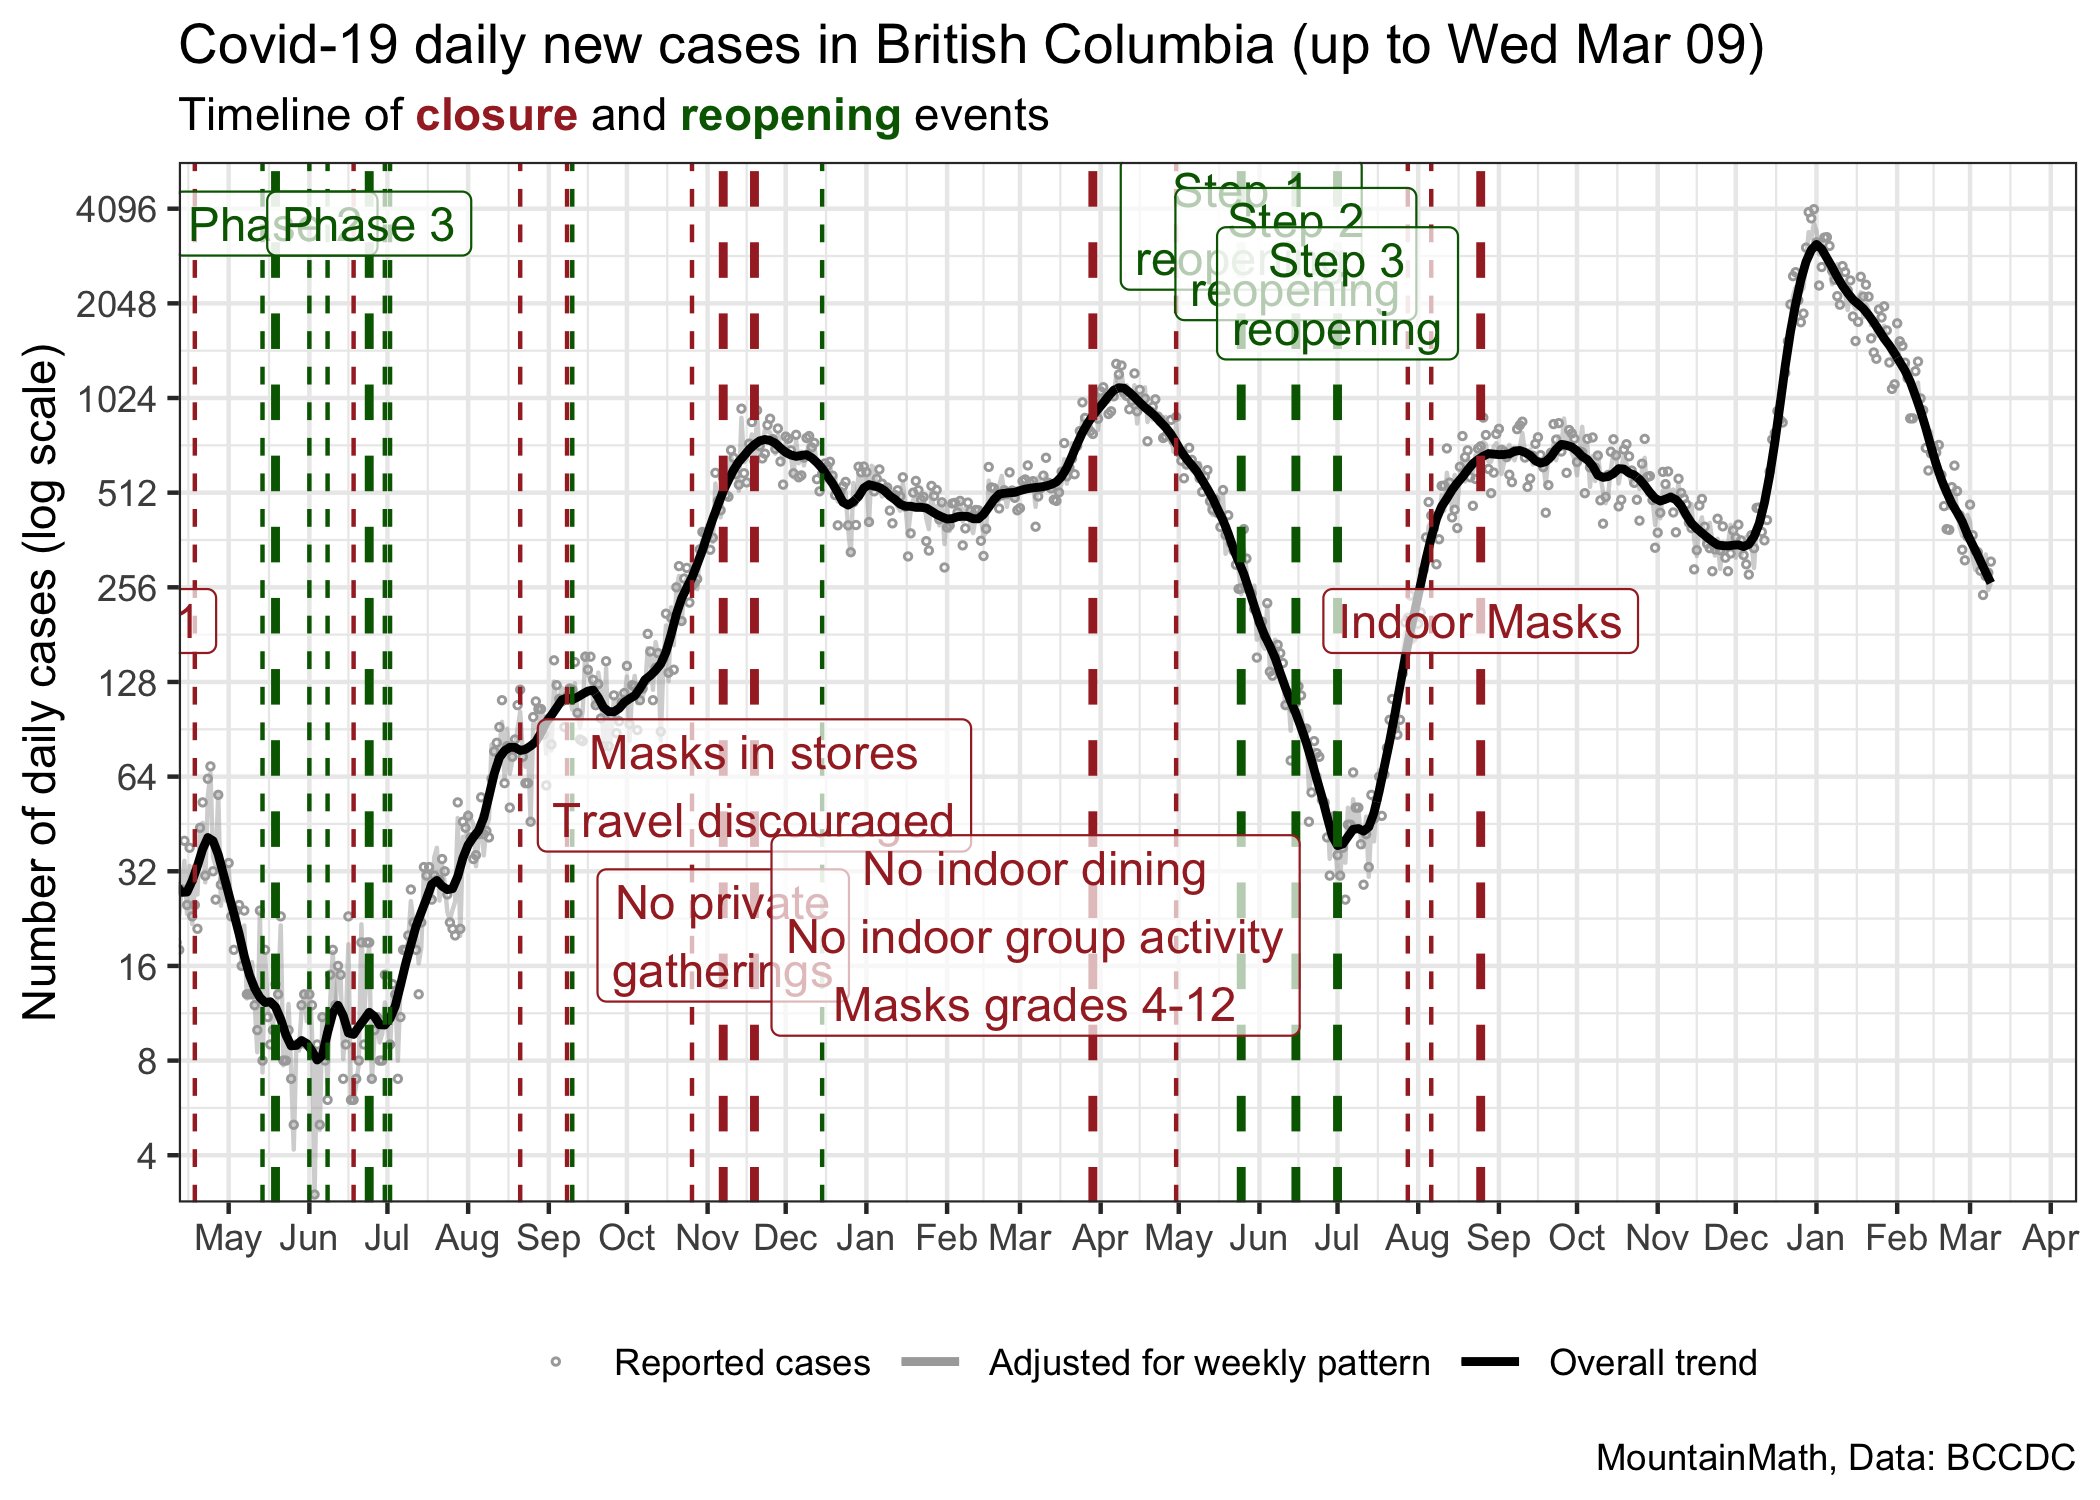 Covid-19 daily new cases in British Columbia (up to Wed Mar 09)
Timeline of closure and reopening events
Number of daily cases (log scale)
4096
2048
1024
512
256
128
64
32
16
8
4
Phase 2
Phase 3
1
Step 1
reopening
Step 2
reopening
Step 3
reopening
Indoor Masks
Masks in stores
Travel discouraged
No private
gatherings
No indoor dining
No indoor group activity
Masks grades 4-12
May Jun Jul Aug Sep Oct Nov Dec Jan Feb Mar Apr May Jun Jul Aug Sep Oct Nov Dec Jan Feb Mar Apr
Reported cases Adjusted for weekly pattern Overall trend
MountainMath, Data: BCCDC